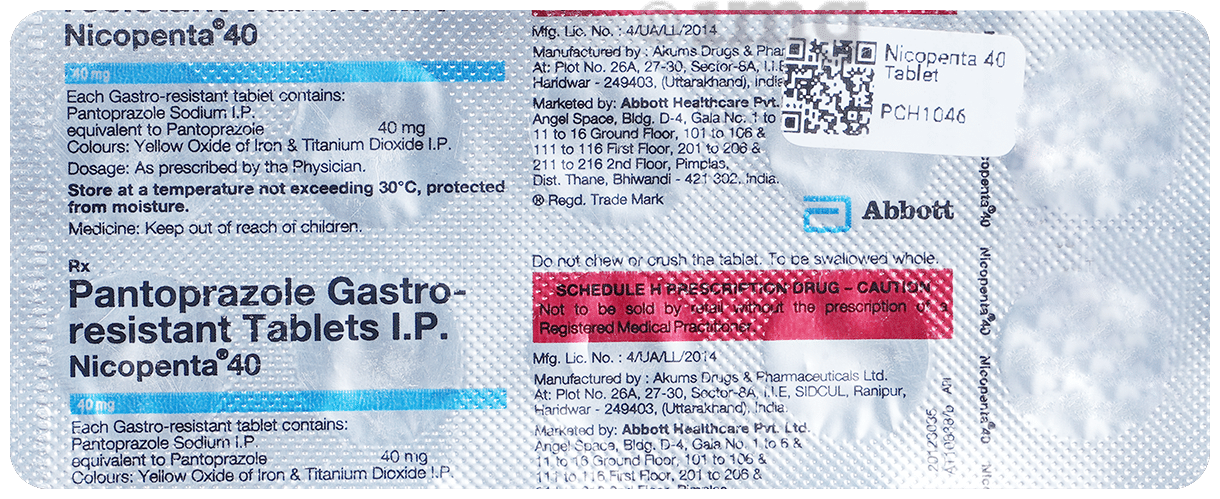 Nicopenta®40
40 mg
Each Gastro-resistant tablet contains:
Pantoprazole Sodium I.P.
equivalent to Pantoprazole 40 mg
Colours: Yellow Oxide of Iron & Titanium Dioxide I.P.
Dosage: As prescribed by the Physician.
Store at a temperature not exceeding 30°C, protected
from moisture.
Medicine: Keep out of reach of children.
Rx
Pantoprazole Gastro-
resistant Tablets I.P.
Nicopenta®40
40 mg
Each Gastro-resistant tablet contains:
Pantoprazole Sodium I.P.
equivalent to Pantoprazole 40 mg
Colours: Yellow Oxide of Iron & Titanium Dioxide I.P.
Mfg. Lic. No. : 4/UA/LL/2014
Manufactured by : Akums Drugs &
At: Plot No. 26A, 27-30, Sector-8A,
Haridwar - 249403, (Uttarakhand), India
Marketed by: Abbott Healthcare Pvt.
Angel Space, Bldg. D-4, Gala No. 1 to
11 to 16 Ground Floor, 101 to 106 &
111 to 116 First Floor, 201 to 206 &
211 to 216 2nd Floor, Pimplas,
Dist. Thane, Bhiwandi - 421 302, India.
® Regd. Trade Mark
Abbott
Do not chew or crush the tablet. To be swallowed whole.
SCHEDULE H PRESCRIPTION DRUG - CAUTION
Not to be sold by retail without the prescription of a
Registered Medical Practitioner
Mfg. Lic. No. : 4/UA/LL/2014
Manufactured by : Akums Drugs & Pharmaceuticals Ltd.
At: Plot No. 26A, 27-30, Sector-8A, I.I.E, SIDCUL, Ranipur,
Haridwar - 249403, (Uttarakhand), India.
Marketed by: Abbott Healthcare Pvt. Ltd.
Angel Space, Bldg. D-4, Gala No. 1 to 6 &
11 to 16 Ground Floor, 101 to 106 &
111 to 116 First Floor, 201 to 206 &
Nicopenta 40
Tablet
PCH1046
Nicopenta®40
Nicopenta®40
20123035